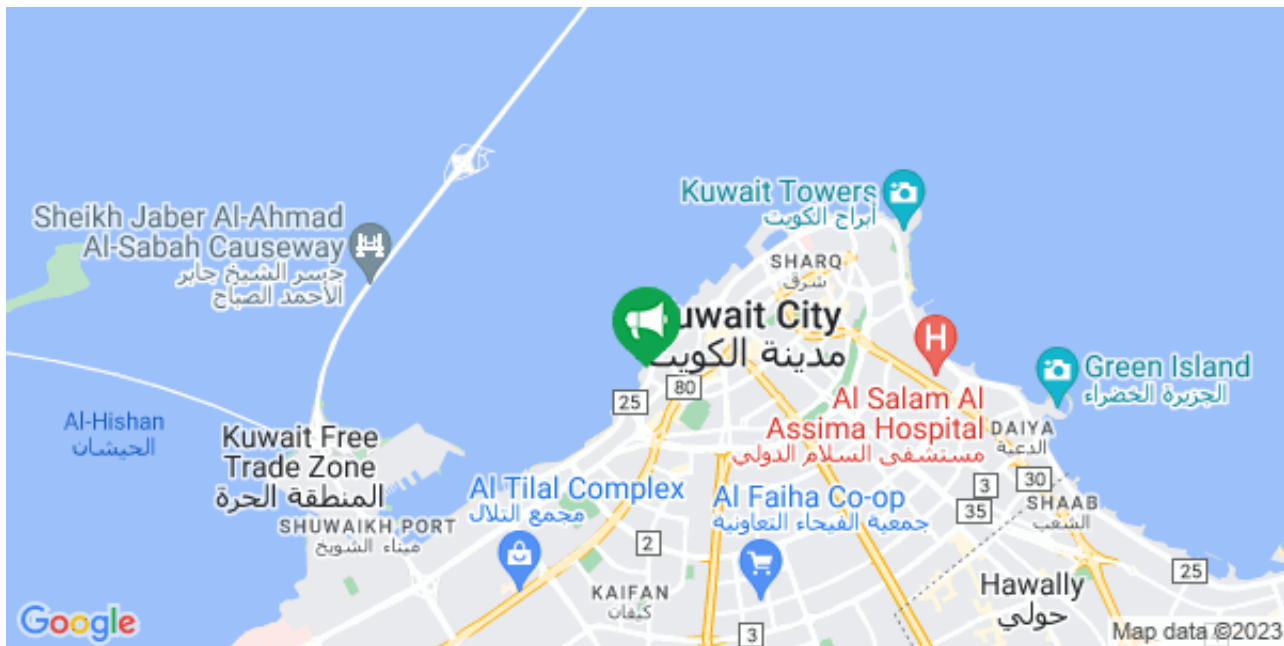 Kuwait Towers
أبراج الكويت
Sheikh Jaber Al-Ahmad
Al-Sabah Causeway
جسر الشيخ جابر
الأحمد الصباح
SHARQ
شرق
uwait City
مدينة الكويت
H
Green Island
الجزيرة الخضراء
80
25
Al Salam Al
Assima Hospital
مستشفى السلام الدولي
DAIYA
الدعية
Al-Hishan
الحيشان
Kuwait Free
Trade Zone
المنطقة الحرة
SHUWAIKH PORT
ميناء الشويخ
Al Tilal Complex
مجمع التلال
Al Faiha Co-op
جمعية الفيحاء التعاونية
3
30
35
SHAAB
الشعب
2
25
KAIFAN
كيفان
Hawally
حولي
3
Google
Map data ©2023